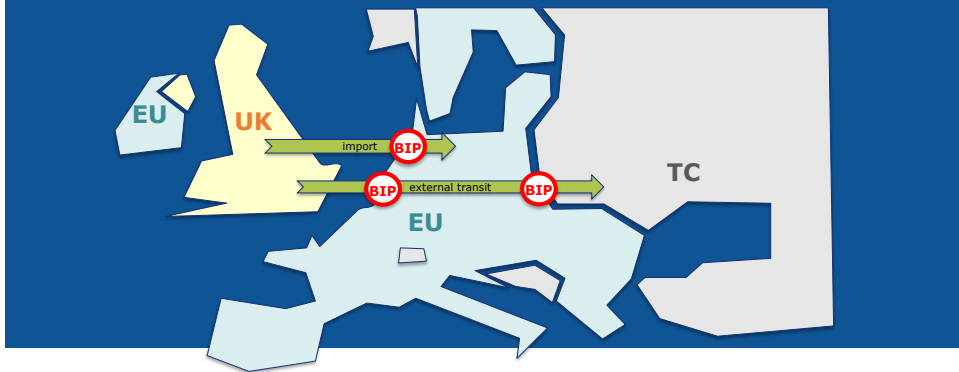 EU
UK
import
BIP
BIP
external transit
BIP
TC
EU